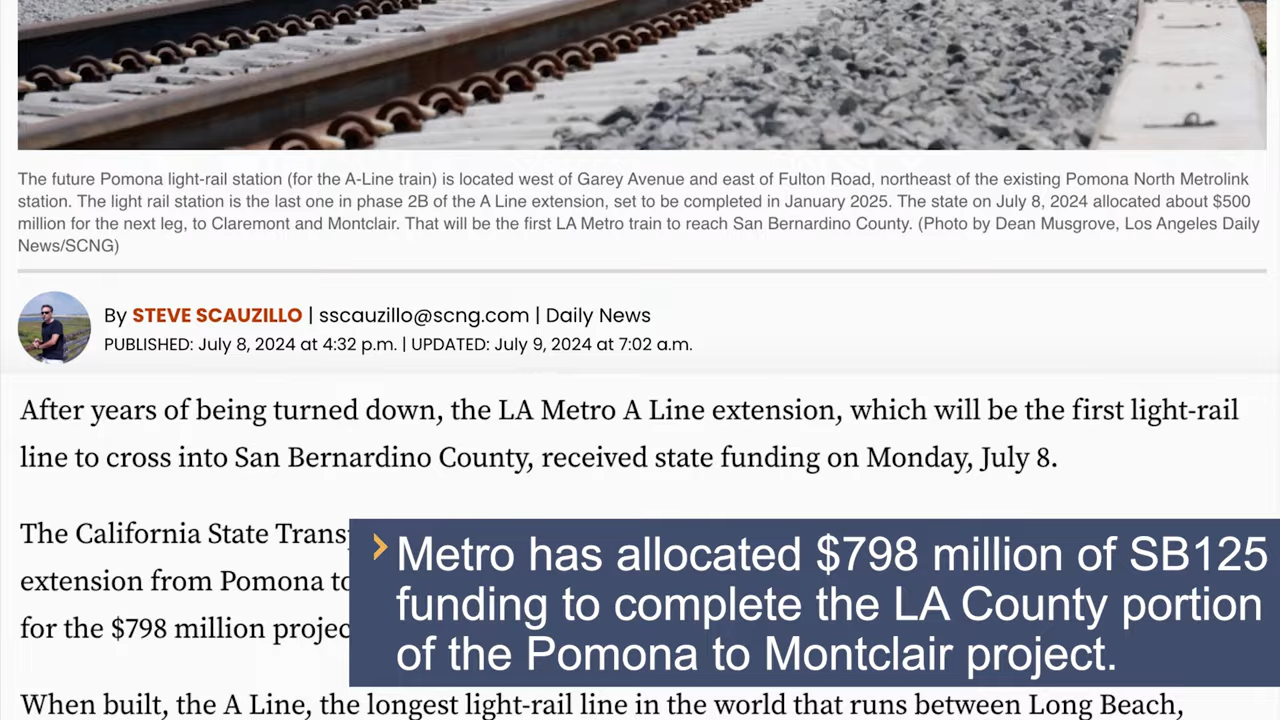 The future Pomona light-rail station (for the A-Line train) is located west of Garey Avenue and east of Fulton Road, northeast of the existing Pomona North Metrolink
station. The light rail station is the last one in phase 2B of the A Line extension, set to be completed in January 2025. The state on July 8, 2024 allocated about $500
million for the next leg, to Claremont and Montclair. That will be the first LA Metro train to reach San Bernardino County. (Photo by Dean Musgrove, Los Angeles Daily
News/SCNG)
By STEVE SCAUZILLO | sscauzillo@scng.com | Daily News
PUBLISHED: July 8, 2024 at 4:32 p.m. | UPDATED: July 9, 2024 at 7:02 a.m.
After years of being turned down, the LA Metro A Line extension, which will be the first light-rail
line to cross into San Bernardino County, received state funding on Monday, July 8.
The California State Trans
extension from Pomona to
for the $798 million projec
Metro has allocated $798 million of SB125
funding to complete the LA County portion
of the Pomona to Montclair project.
When built, the A Line, the longest light-rail line in the world that runs between Long Beach,